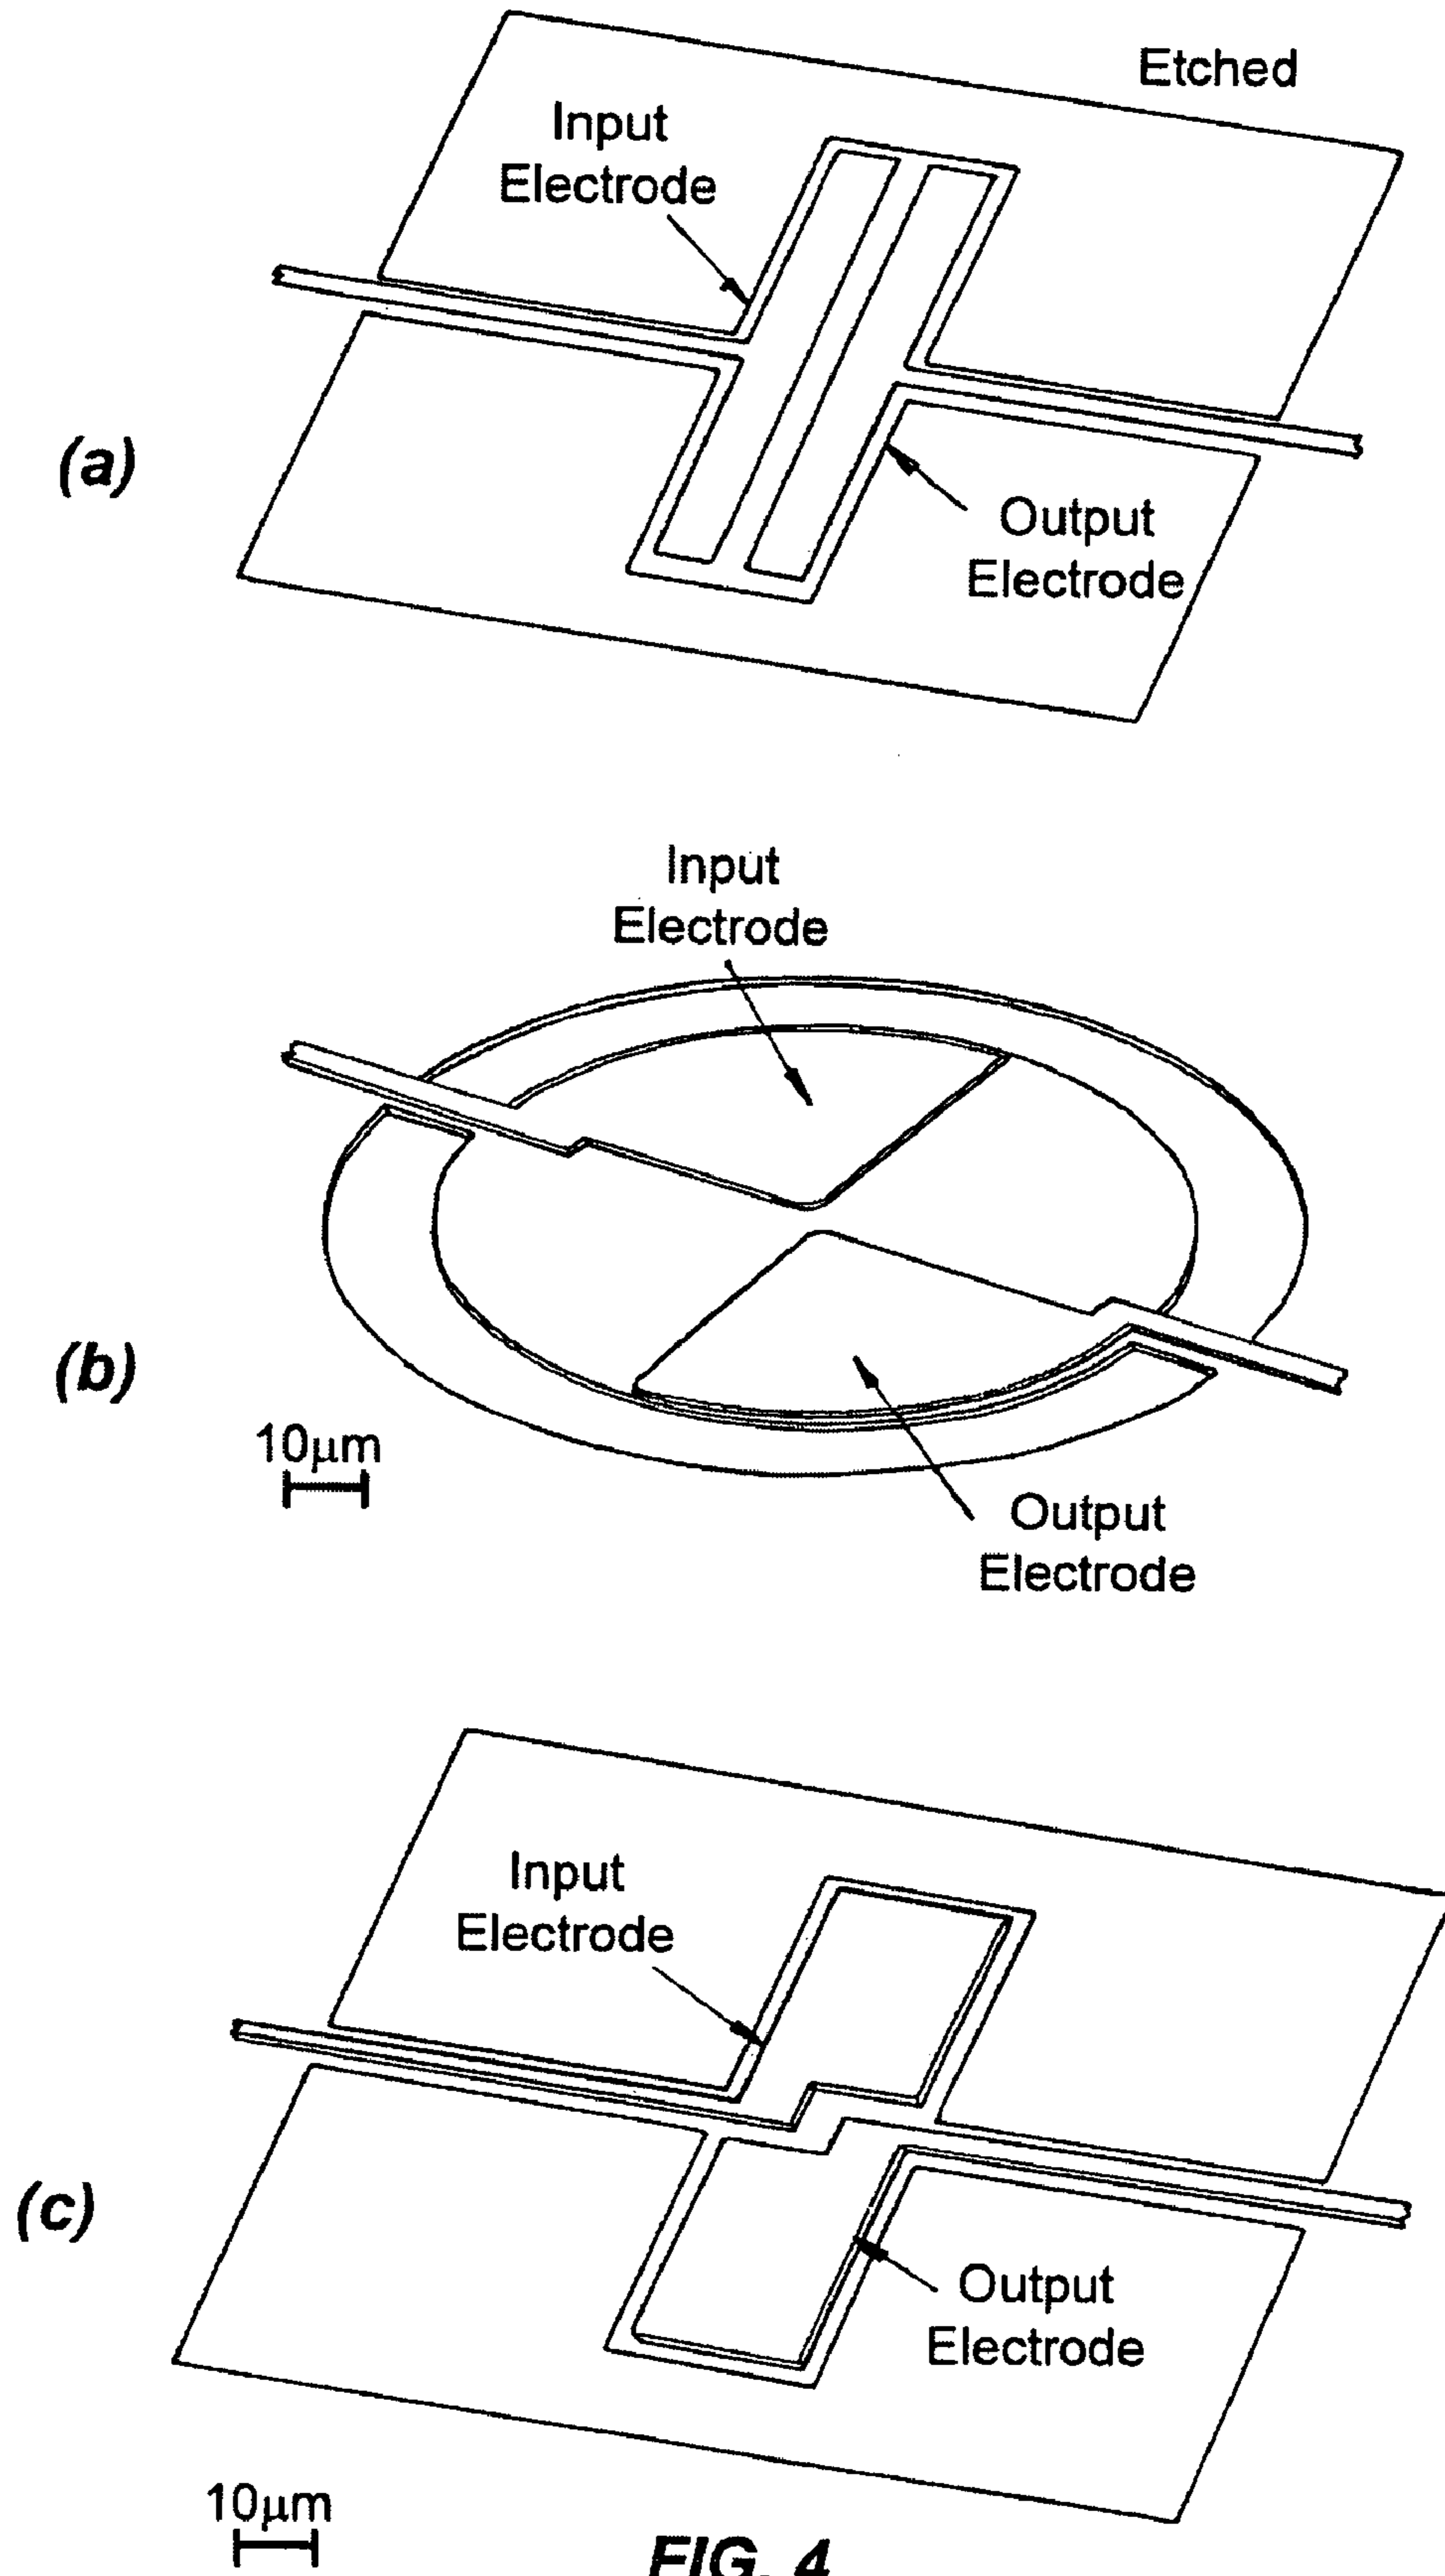 Etched
Input
Electrode
(a)
Output
Electrode
Input
Electrode
(b)
10μm
Output
Electrode
Input
Electrode
(c)
Output
Electrode
10μm
FIG. 4